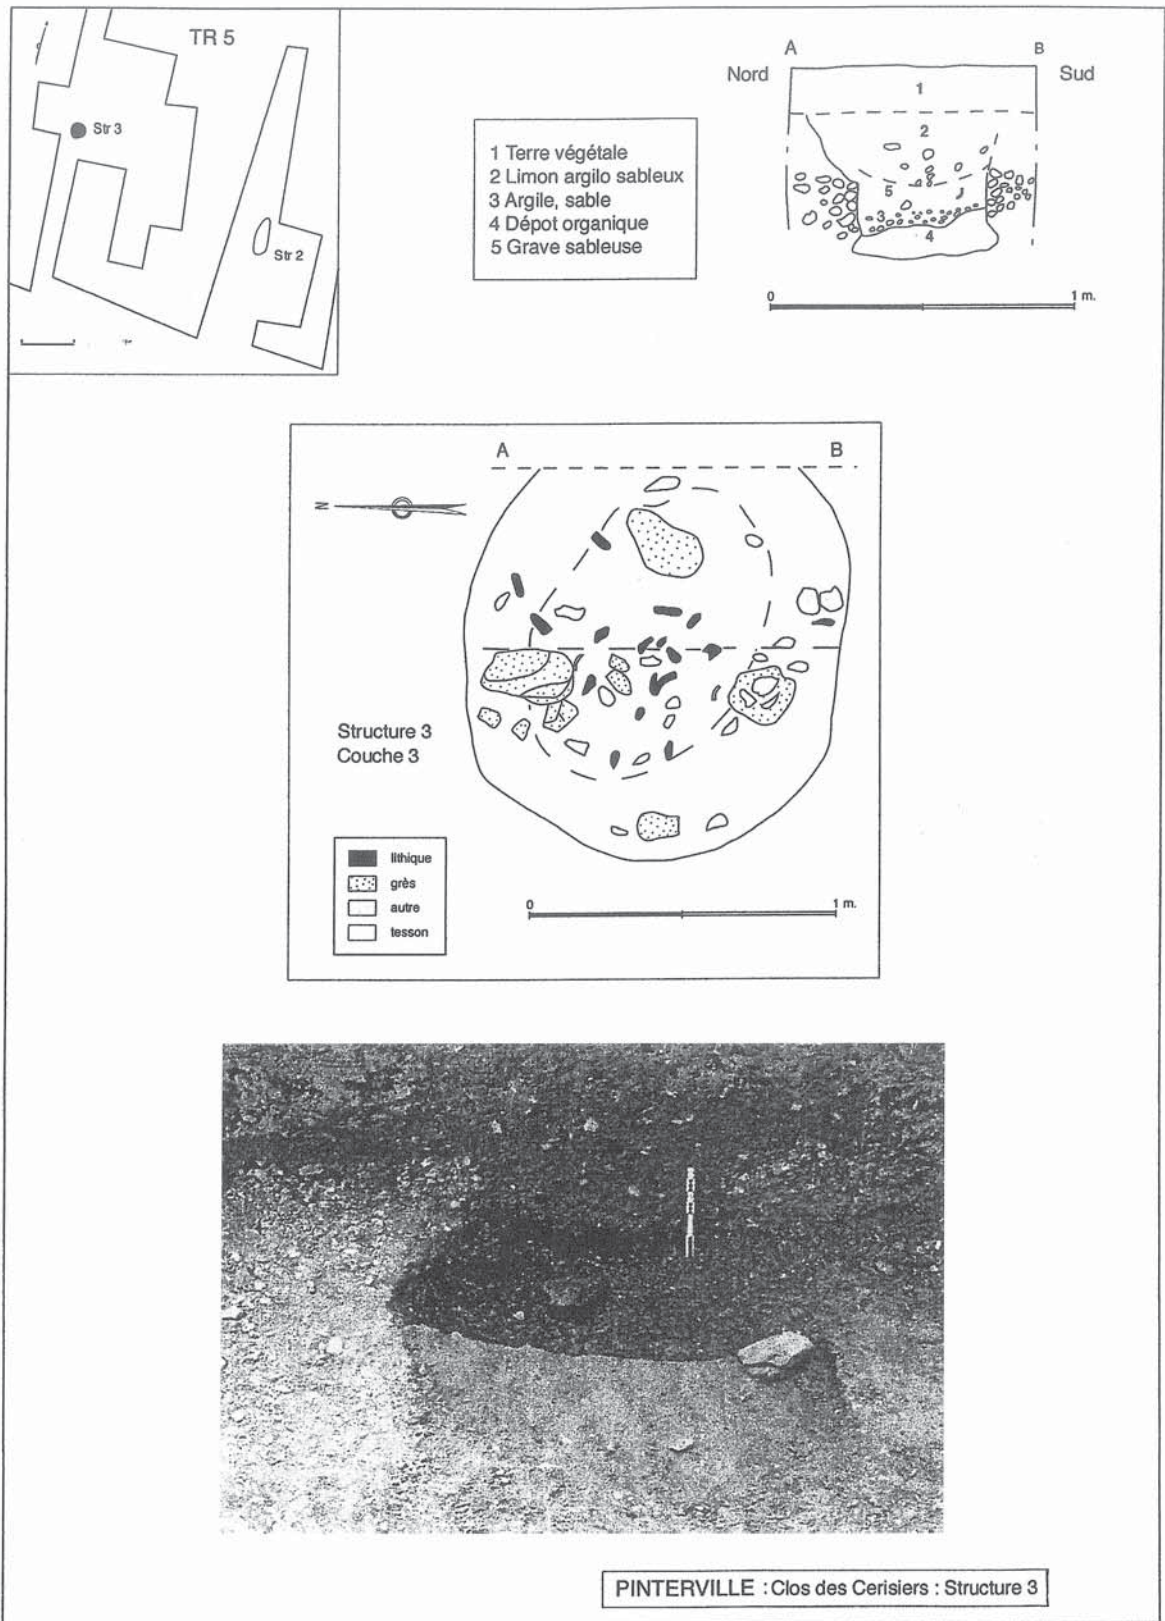 TR 5
Str 3
Str 2
1 Terre végétale
2 Limon argilo sableux
3 Argile, sable
4 Dépot organique
5 Grave sableuse
A
B
Nord
Sud
1
2
5
3
4
0
1 m.
A
B
N
Structure 3
Couche 3
lithique
grès
autre
tesson
0
1 m.
PINTERVILLE : Clos des Cerisiers : Structure 3